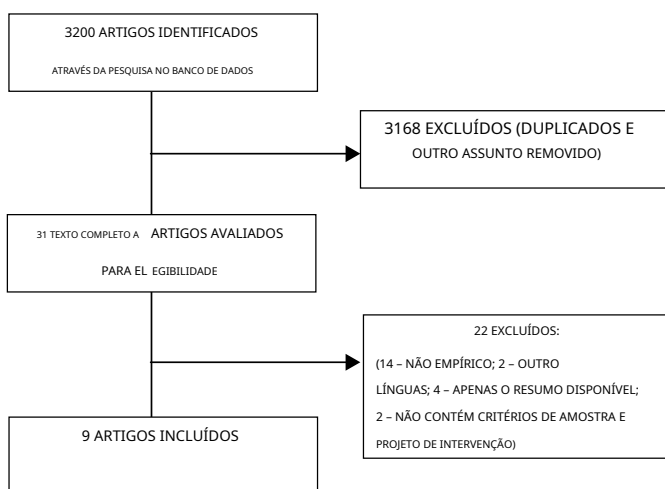 3200 ARTIGOS IDENTIFICADOS
ATRAVÉS DA PESQUISA NO BANCO DE DADOS
3168 EXCLUÍDOS (DUPLICADOS E
OUTRO ASSUNTO REMOVIDO)
31 TEXTO COMPLETO A ARTIGOS AVALIADOS
PARA EL EGIBILIDADE
22 EXCLUÍDOS:
(14 – NÃO EMPÍRICO; 2 – OUTRO
LÍNGUAS; 4 – APENAS O RESUMO DISPONÍVEL;
2 – NÃO CONTÉM CRITÉRIOS DE AMOSTRA E
PROJETO DE INTERVENÇÃO)
9 ARTIGOS INCLUÍDOS